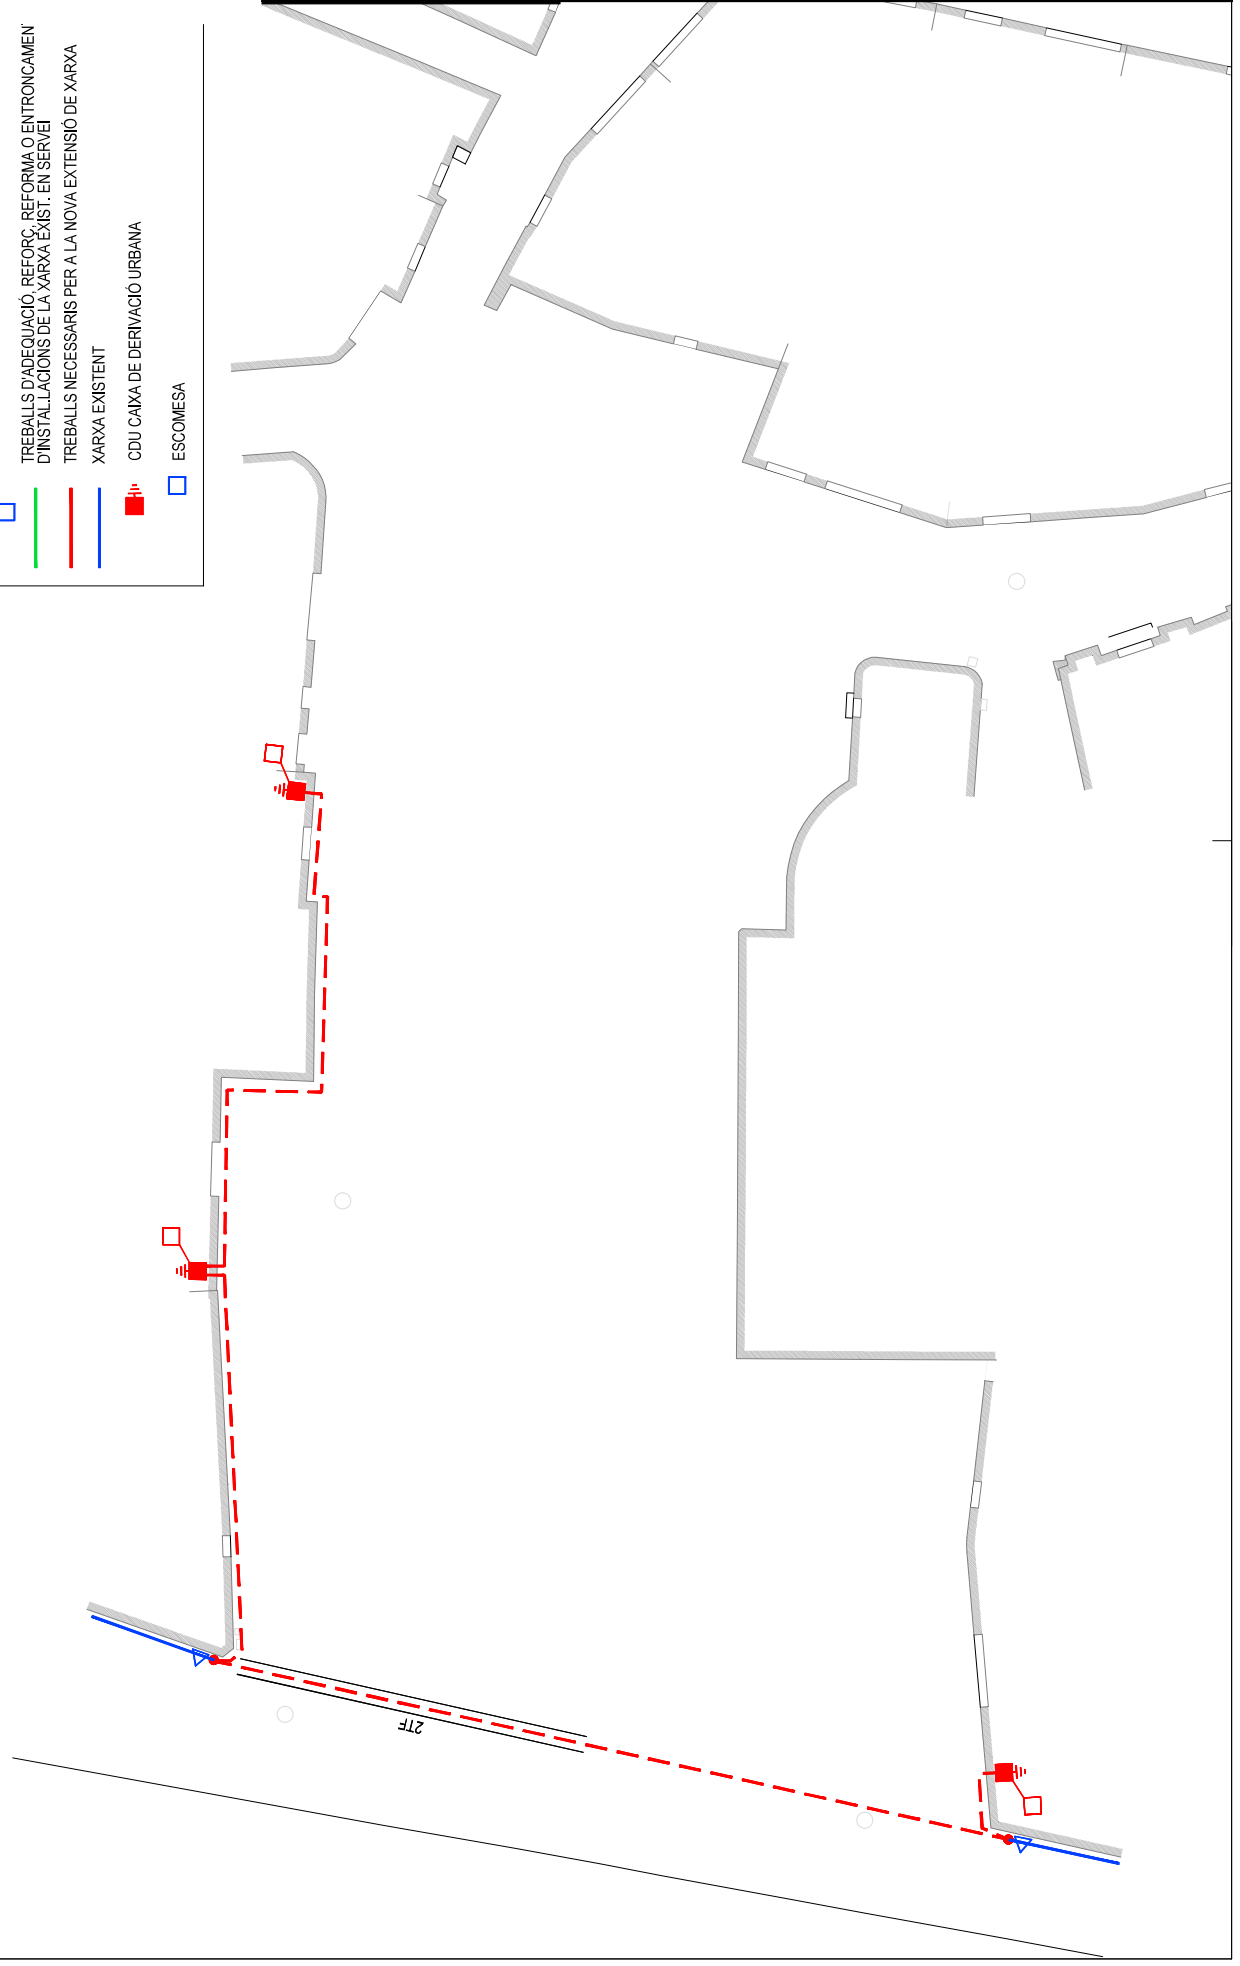 TREBALLS D'ADEQUACIÓ, REFORÇ, REFORMA O ENTRONCAMEN
D'INSTAL.LACIONS DE LA XARXA EXIST. EN SERVEI
TREBALLS NECESSARIS PER A LA NOVA EXTENSIÓ DE XARXA
XARXA EXISTENT
CDU CAIXA DE DERIVACIÓ URBANA
ESCOMESA
2TF